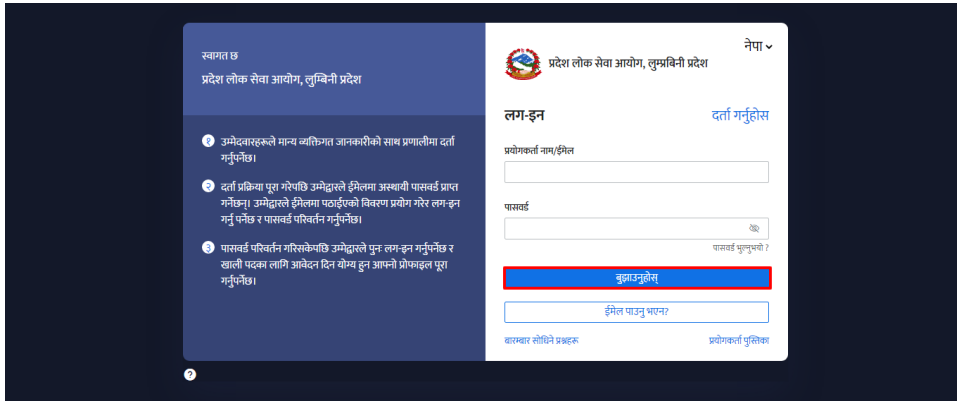 स्वागत छ
प्रदेश लोक सेवा आयोग, लुम्बिनी प्रदेश
१ उम्मेदवारहरूले मान्य व्यक्तिगत जानकारीको साथ प्रणालीमा दर्ता
गर्नुपर्नेछ।
२ दर्ता प्रक्रिया पूरा गरेपछि उम्मेद्वारले ईमेलमा अस्थायी पासवर्ड प्राप्त
गर्नेछन्। उम्मेद्वारले ईमेलमा पठाईएको विवरण प्रयोग गरेर लग-इन
गर्नु पर्नेछ र पासवर्ड परिवर्तन गर्नुपर्नेछ।
३ पासवर्ड परिवर्तन गरिसकेपछि उम्मेद्वारले पुनः लग-इन गर्नुपर्नेछ र
खाली पदका लागि आवेदन दिन योग्य हुन आफ्नो प्रोफाइल पूरा
गर्नुपर्नेछ।
?
नेपा
प्रदेश लोक सेवा आयोग, लुम्प्रबिनी प्रदेश
लग-इन दर्ता गर्नुहोस
प्रयोगकर्ता नाम/ईमेल
पासवर्ड
पासवर्ड भुल्नुभयो ?
बुझाउनुहोस्
ईमेल पाउनु भएन?
बारम्बार सोधिने प्रश्नहरू प्रयोगकर्ता पुस्तिका